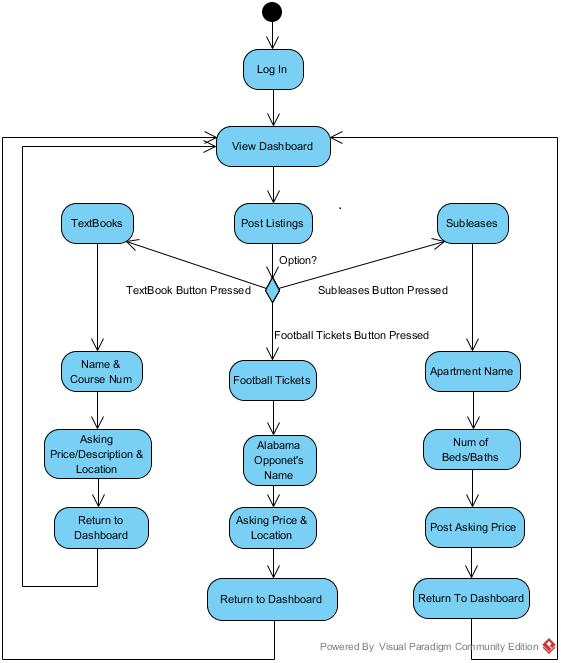 Log In
View Dashboard
TextBooks
Post Listings
Subleases
Option?
TextBook Button Pressed
Subleases Button Pressed
Football Tickets Button Pressed
Name &
Course Num
Football Tickets
Apartment Name
Asking
Price/Description &
Location
Alabama
Opponet's
Name
Num of
Beds/Baths
Return to
Dashboard
Asking Price &
Location
Post Asking Price
Return to Dashboard
Return To Dashboard
Powered By Visual Paradigm Community Edition